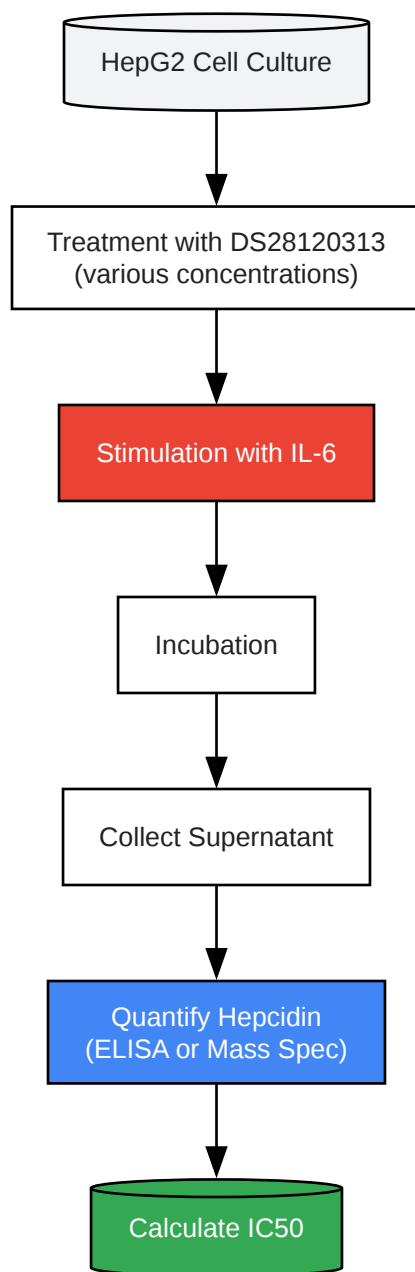 HepG2 Cell Culture
Treatment with DS28120313
(various concentrations)
Stimulation with IL-6
Incubation
Collect Supernatant
Quantify Hepcidin
(ELISA or Mass Spec)
Calculate IC50